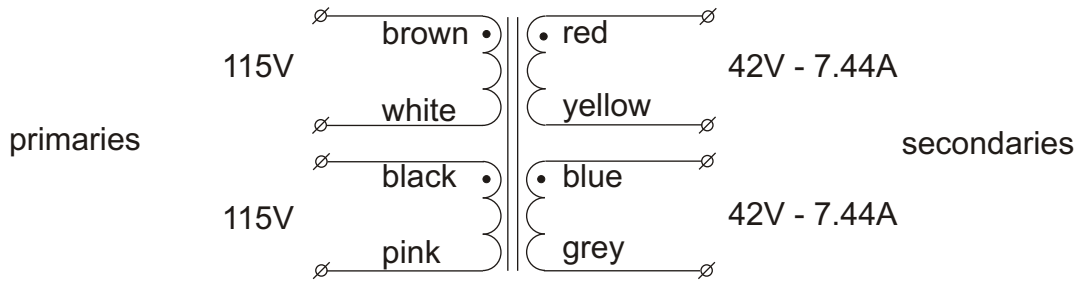 brown
red
115V
42V - 7.44A
white
yellow
primaries
secondaries
black
blue
115V
42V - 7.44A
pink
grey